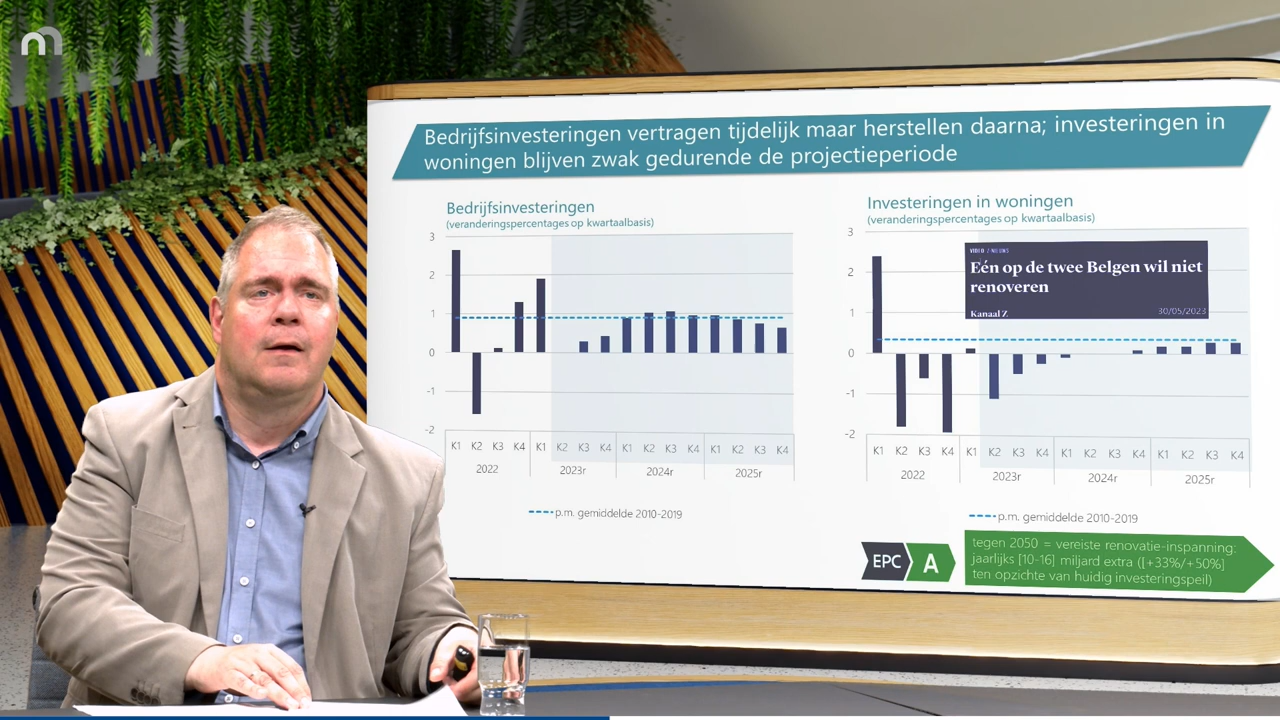 Bedrijfsinvesteringen vertragen tijdelijk maar herstellen daarna; investeringen in
woningen blijven zwak gedurende de projectieperiode
Bedrijfsinvesteringen
(veranderingspercentages op kwartaalbasis)
3
2
1
0
-1
-2
K1 K2 K3 K4 K1 K2 K3 K4 K1 K2 K3 K4 K1 K2 K3 K4
2022 2023r 2024r 2025r
p.m. gemiddelde 2010-2019
Investeringen in woningen
(veranderingspercentages op kwartaalbasis)
3
2
1
0
-1
-2
VIDEO / NIEUWS
Eén op de twee Belgen wil niet
renoveren
Kanaal Z 30/05/2023
K1 K2 K3 K4 K1 K2 K3 K4 K1 K2 K3 K4 K1 K2 K3 K4
2022 2023r 2024r 2025r
p.m. gemiddelde 2010-2019
EPC A
tegen 2050 = vereiste renovatie-inspanning:
jaarlijks [10-16] miljard extra ([+33%/+50%]
ten opzichte van huidig investeringspeil)